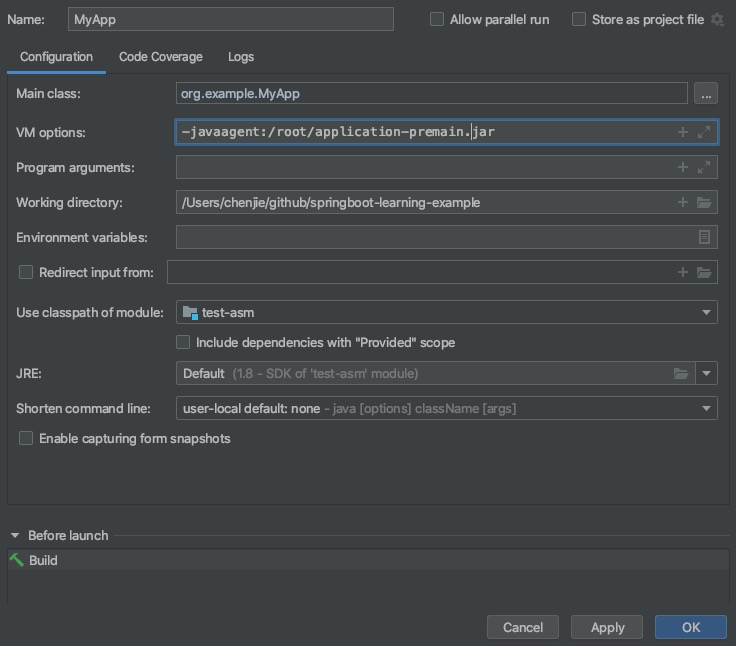 Name: MyApp Allow parallel run Store as project file
Configuration Code Coverage Logs
Main class: org.example.MyApp ...
VM options: -javaagent:/root/application-premain.jar
Program arguments:
Working directory: /Users/chenjie/github/springboot-learning-example
Environment variables:
Redirect input from:
Use classpath of module: test-asm
Include dependencies with "Provided" scope
JRE: Default (1.8 - SDK of 'test-asm' module)
Shorten command line: user-local default: none - java [options] className [args]
Enable capturing form snapshots
Before launch
Build
Cancel Apply OK